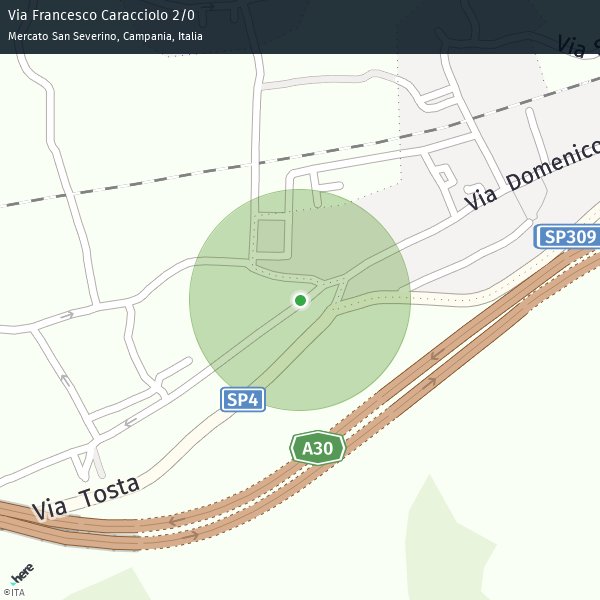 Via Francesco Caracciolo 2/0
Mercato San Severino, Campania, Italia
Via S
Via Domenico
SP309
SP4
A30
Via Tosta
here
©ITA